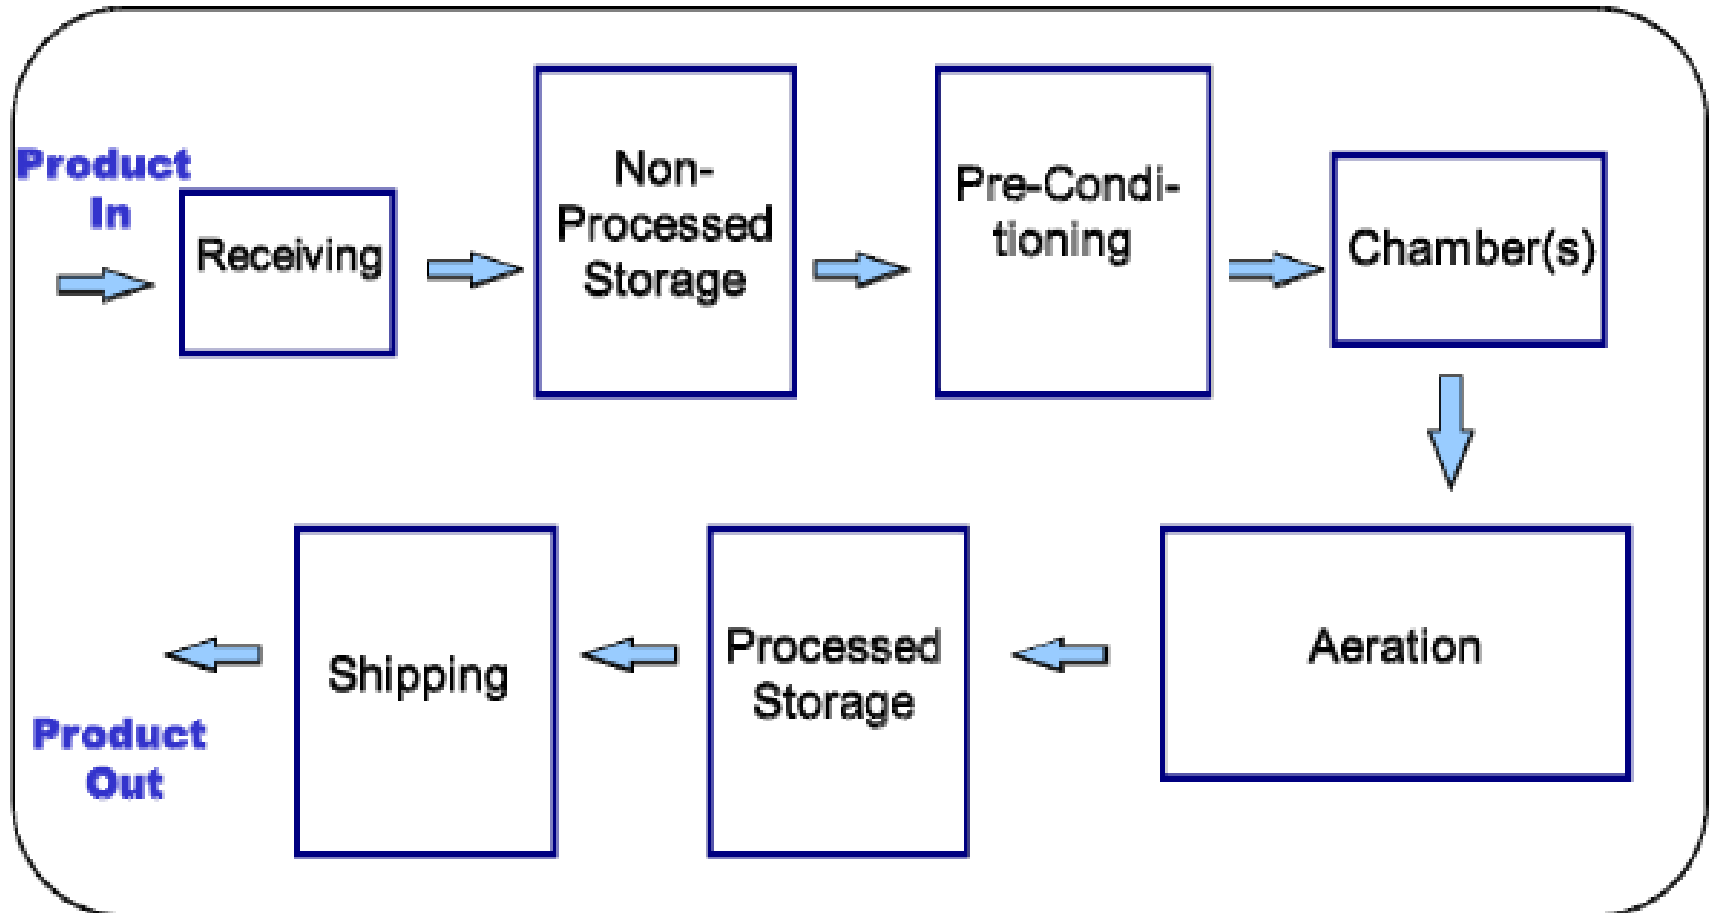 Product
In
Receiving
Non-
Processed
Storage
Pre-Condi-
tioning
Chamber(s)
Aeration
Processed
Storage
Shipping
Product
Out